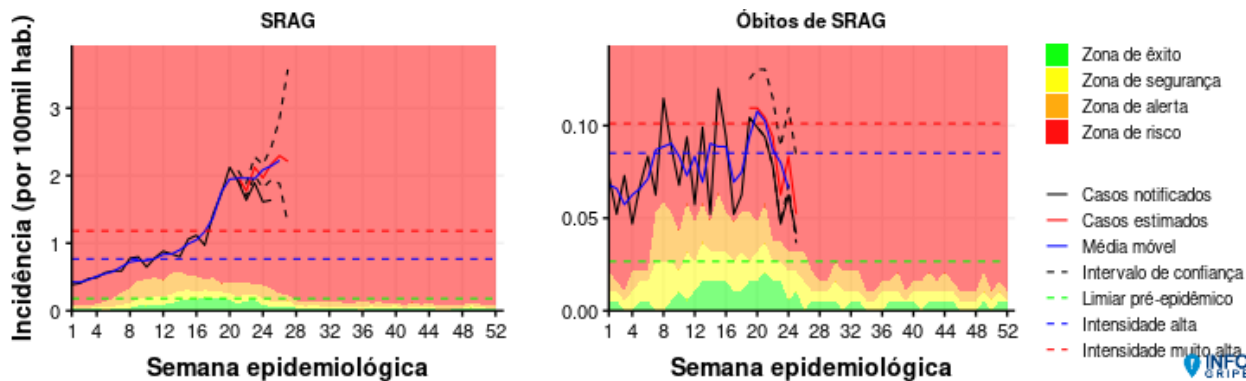 SRAG
Óbitos de SRAG
Incidência (por 100mil hab.)
3
2
1
0
1 4 8 12 16 20 24 28 32 36 40 44 48 52
Semana epidemiológica
0.10
0.05
0.00
1 4 8 12 16 20 24 28 32 36 40 44 48 52
Semana epidemiológica
Zona de êxito
Zona de segurança
Zona de alerta
Zona de risco
Casos notificados
Casos estimados
Média móvel
Intervalo de confiança
Limiar pré-epidêmico
Intensidade alta
Intensidade muito alta
INFO
GRIPE